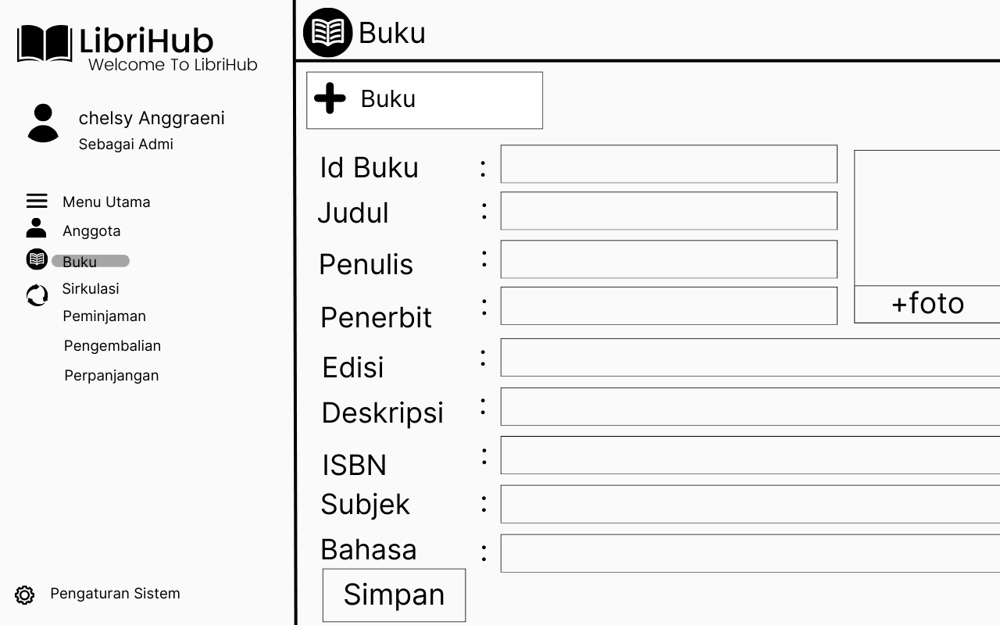 LibriHub
Welcome To LibriHub
chelsy Anggraeni
Sebagai Admi
Menu Utama
Anggota
Buku
Sirkulasi
Peminjaman
Pengembalian
Perpanjangan
Pengaturan Sistem
Buku
Buku
Id Buku :
Judul :
Penulis :
Penerbit :
+foto
Edisi :
Deskripsi :
ISBN :
Subjek :
Bahasa :
Simpan